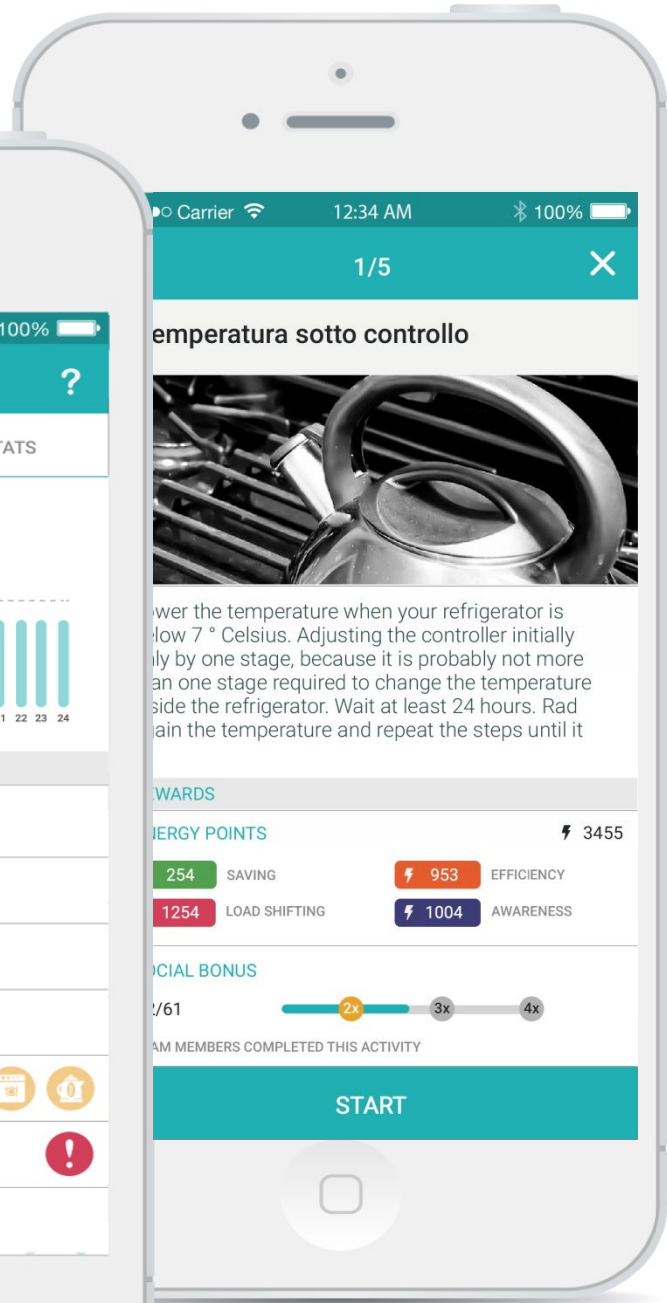 Carrier 12:34 AM 100%
1/5
emperatura sotto controllo
wer the temperature when your refrigerator is
low 7 ° Celsius. Adjusting the controller initially
ly by one stage, because it is probably not more
an one stage required to change the temperature
side the refrigerator. Wait at least 24 hours. Rad
ain the temperature and repeat the steps until it
WARDS
ERGY POINTS 3455
254 SAVING 953 EFFICIENCY
1254 LOAD SHIFTING 1004 AWARENESS
CIAL BONUS
2/61 2x 3x 4x
AM MEMBERS COMPLETED THIS ACTIVITY
START
100%
?
TATS
1 22 23 24
!